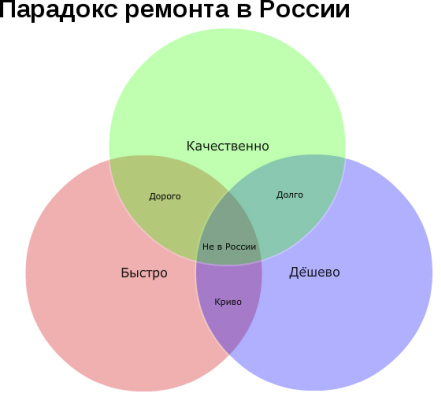 Парадокс ремонта в России
Качественно
Дорого
Долго
Не в России
Быстро
Дёшево
Криво